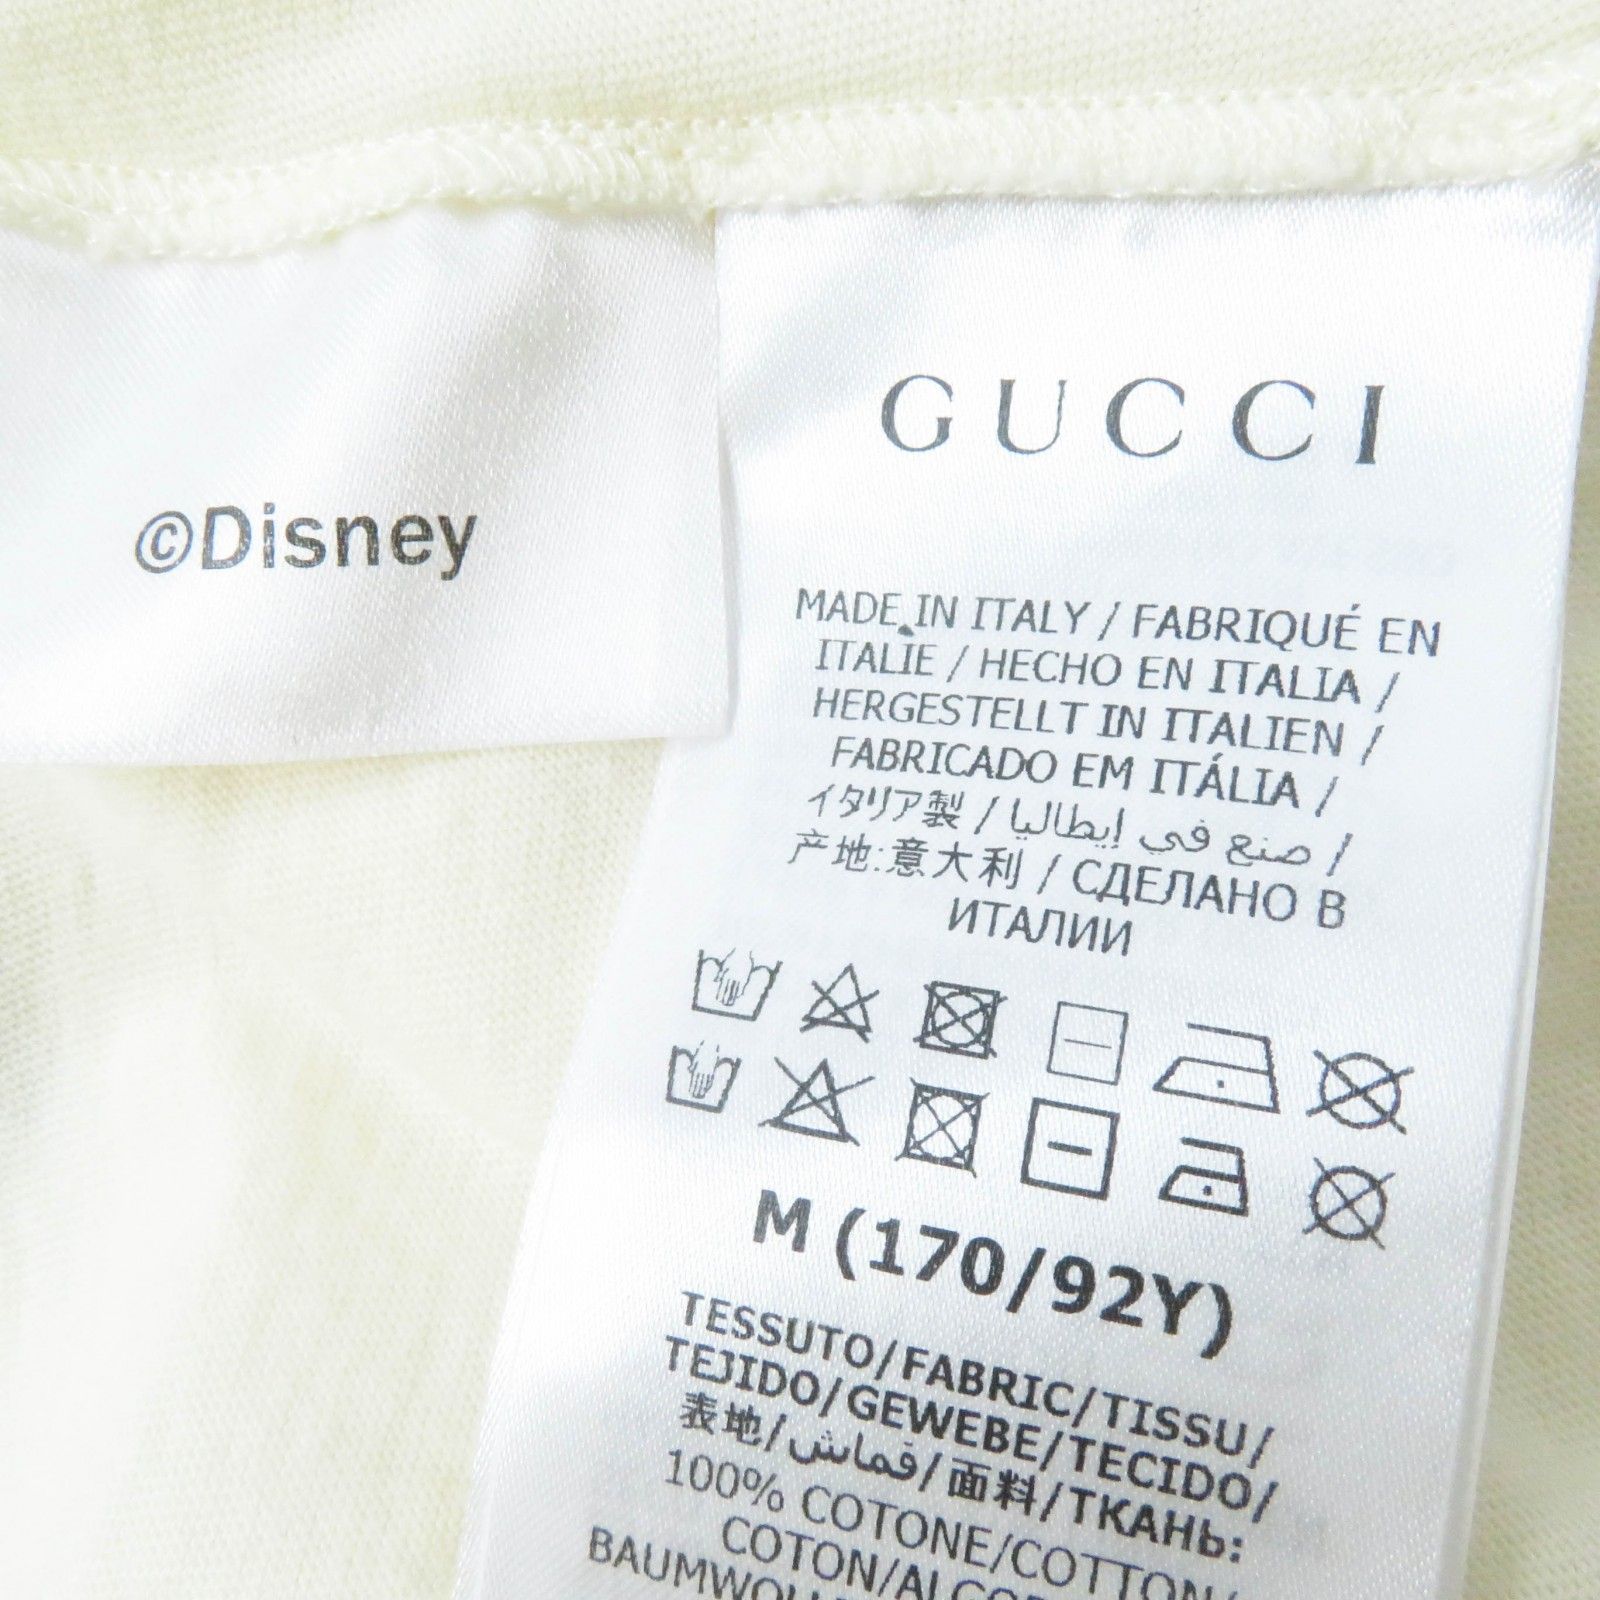 ©Disney
GUCCI
MADE IN ITALY / FABRIQUÉ EN
ITALIE / HECHO EN ITALIA /
HERGESTELLT IN ITALIEN /
FABRICADO EM ITÁLIA /
イタリア製 / صنع في إيطاليا /
产地:意大利 / СДЕЛАНО В
ИТАЛИИ
M (170/92Y)
TESSUTO/FABRIC/TISSU/
TEJIDO/GEWEBE/TECIDO/
表地/قماش/面料/ТКАНЬ:
100% COTONE/COTTON/
COTON/